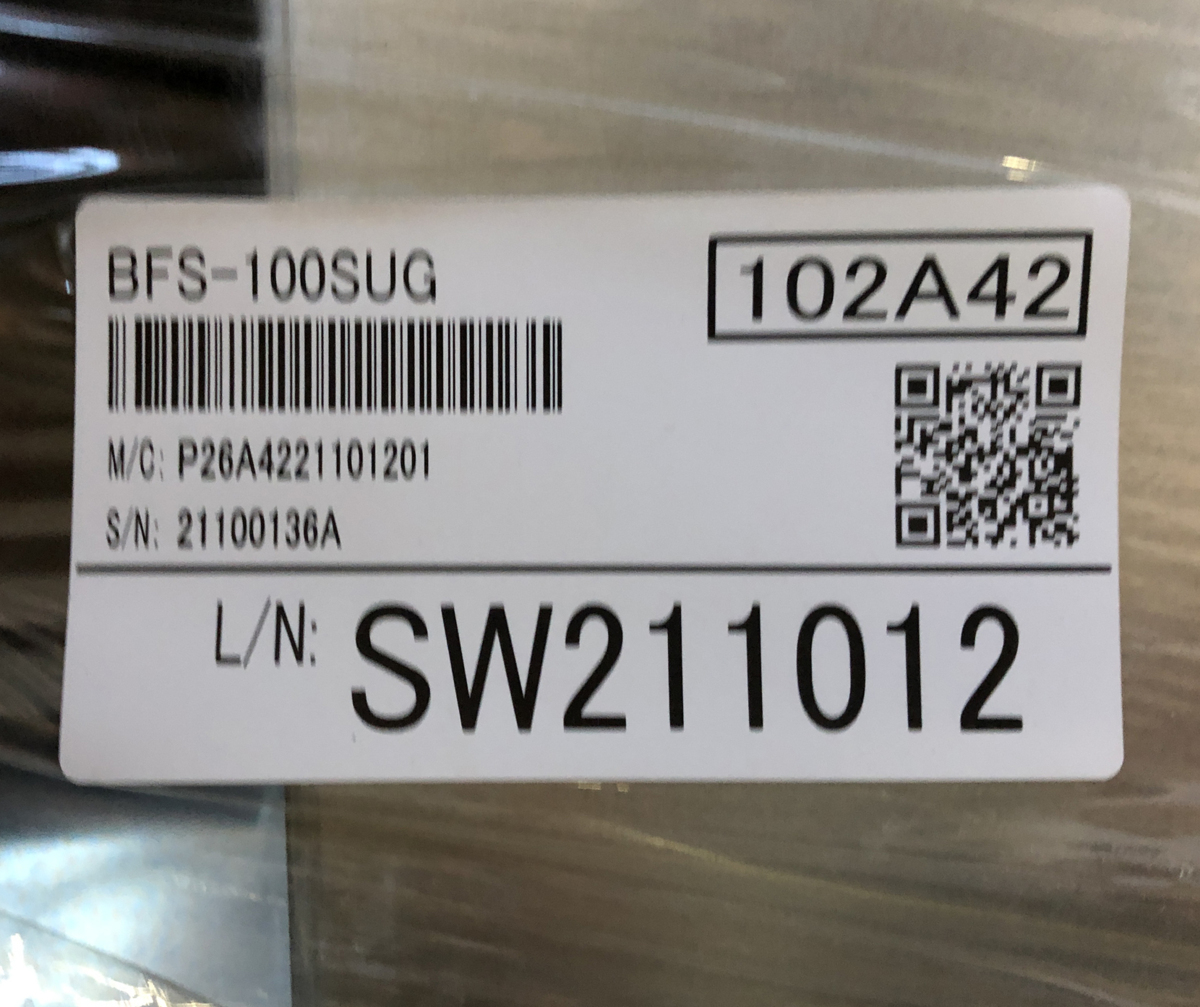 BFS-100SUG
102A42
M/C: P26A4221101201
S/N: 21100136A
L/N: SW211012